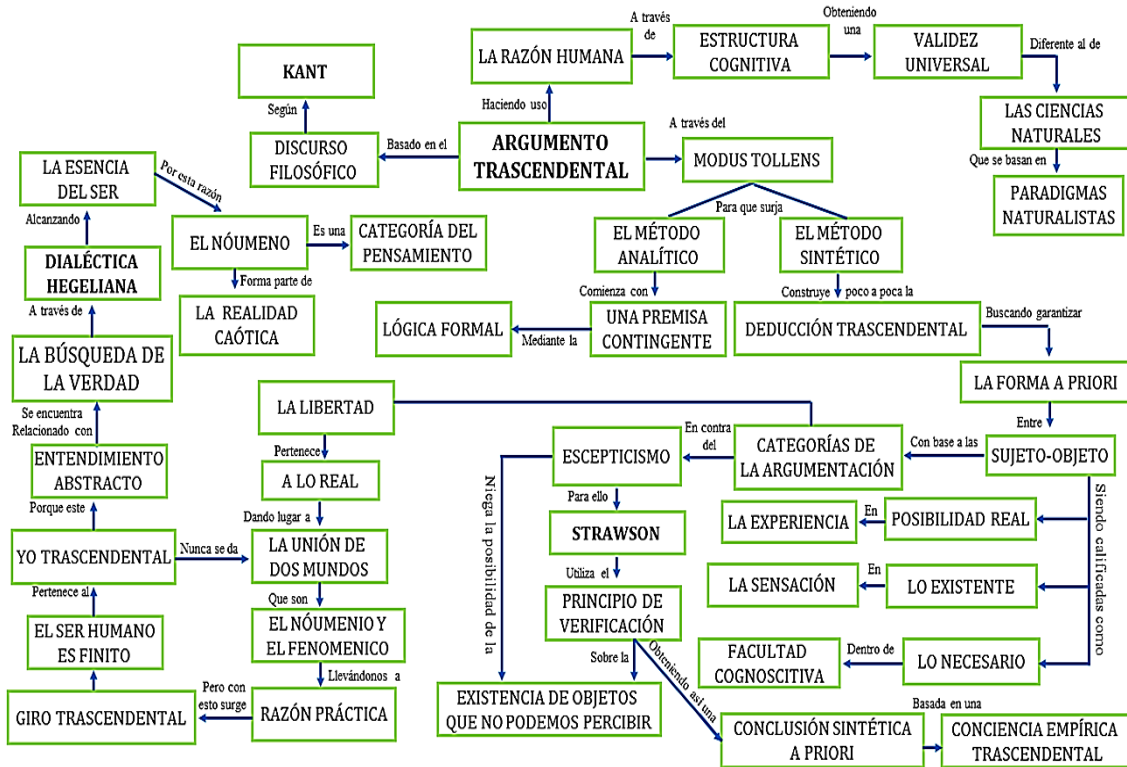 A través
de
Obteniendo
una
ESTRUCTURA
COGNITIVA
VALIDEZ
UNIVERSAL
Diferente al de
LA RAZÓN HUMANA
KANT
Según
Haciendo uso
LAS CIENCIAS
NATURALES
DISCURSO
FILOSÓFICO
Basado en el
ARGUMENTO
TRASCENDENTAL
A través del
MODUS TOLLENS
Que se basan en
PARADIGMAS
NATURALISTAS
LA ESENCIA
DEL SER
Por esta razón
Alcanzando
EL NÓUMENO
Es una
CATEGORÍA DEL
PENSAMIENTO
Para que surja
EL MÉTODO
ANALÍTICO
EL MÉTODO
SINTÉTICO
DIALÉCTICA
HEGELIANA
Forma parte de
LA REALIDAD
CAÓTICA
Comienza con
Construye poco a poca la
A través de
LÓGICA FORMAL
Mediante la
UNA PREMISA
CONTINGENTE
DEDUCCIÓN TRASCENDENTAL
Buscando garantizar
LA BÚSQUEDA DE
LA VERDAD
LA FORMA A PRIORI
Se encuentra
Relacionado con
LA LIBERTAD
Entre
En contra
del
CATEGORÍAS DE
LA ARGUMENTACIÓN
Con base a las
SUJETO-OBJETO
ENTENDIMIENTO
ABSTRACTO
Pertenece
ESCEPTICISMO
A LO REAL
Para ello
Niega la posibilidad de la
Siendo calificadas como
Porque este
Dando lugar a
STRAWSON
LA EXPERIENCIA
En
POSIBILIDAD REAL
YO TRASCENDENTAL
Nunca se da
LA UNIÓN DE
DOS MUNDOS
Utiliza el
LA SENSACIÓN
En
LO EXISTENTE
Pertenece al
Que son
PRINCIPIO DE
VERIFICACIÓN
EL SER HUMANO
ES FINITO
EL NÓUMENIO Y
EL FENOMENICO
Obteniendo así una
Sobre la
FACULTAD
COGNOSCITIVA
Dentro de
LO NECESARIO
Llevándonos a
GIRO TRASCENDENTAL
Pero con
esto surge
RAZÓN PRÁCTICA
EXISTENCIA DE OBJETOS
QUE NO PODEMOS PERCIBIR
Basada en una
CONCLUSIÓN SINTÉTICA
A PRIORI
CONCIENCIA EMPÍRICA
TRASCENDENTAL